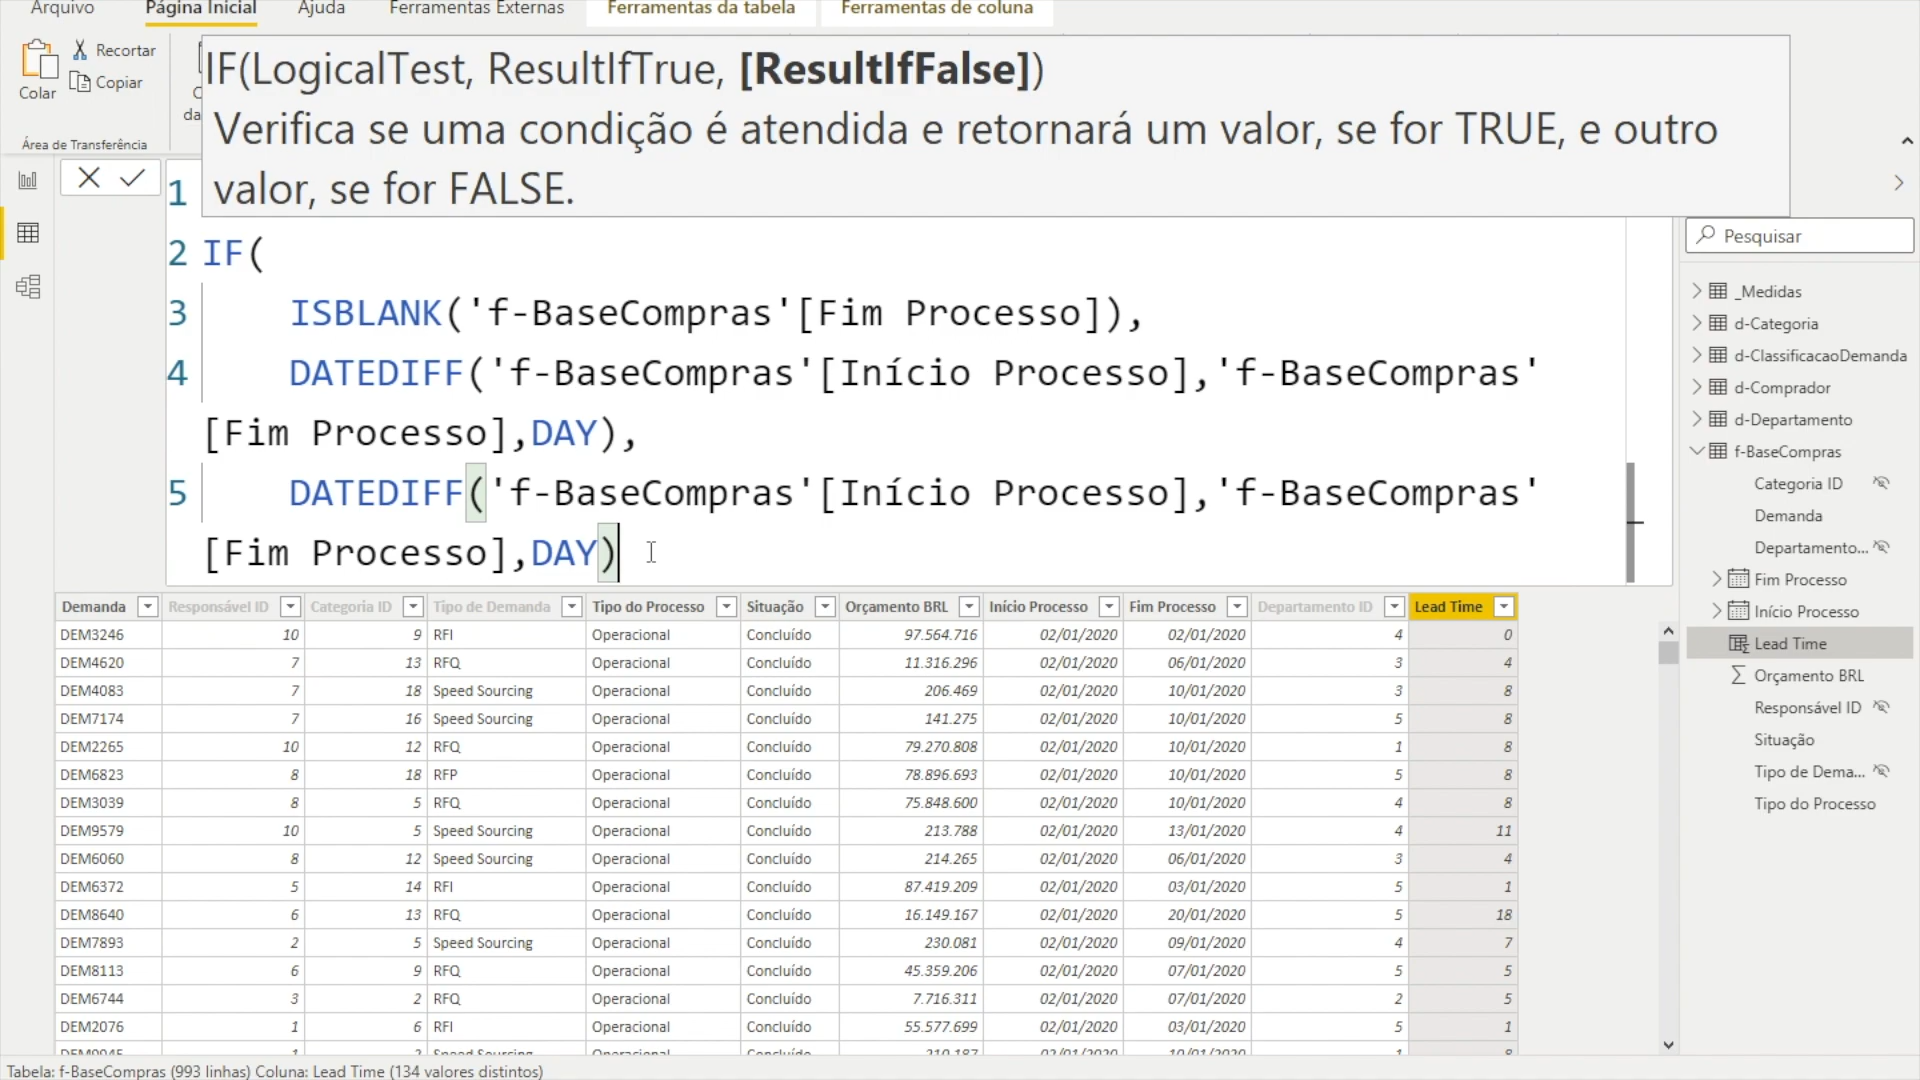 Arquivo Página Inicial Ajuda Ferramentas Externas Ferramentas da tabela Ferramentas de coluna
Recortar
Copiar
Colar
Área de Transferência
IF(LogicalTest, ResultIfTrue, [ResultIfFalse])
Verifica se uma condição é atendida e retornará um valor, se for TRUE, e outro
valor, se for FALSE.
1
2 IF(
3 ISBLANK('f-BaseCompras'[Fim Processo]),
4 DATEDIFF('f-BaseCompras'[Início Processo],'f-BaseCompras'
[Fim Processo],DAY),
5 DATEDIFF('f-BaseCompras'[Início Processo],'f-BaseCompras'
[Fim Processo],DAY)
Demanda Responsável ID Categoria ID Tipo de Demanda Tipo do Processo Situação Orçamento BRL Início Processo Fim Processo Departamento ID Lead Time
DEM3246 10 9 RFI Operacional Concluído 97.564.716 02/01/2020 02/01/2020 4 0
DEM4620 7 13 RFQ Operacional Concluído 11.316.296 02/01/2020 06/01/2020 3 4
DEM4083 7 18 Speed Sourcing Operacional Concluído 206.469 02/01/2020 10/01/2020 3 8
DEM7174 7 16 Speed Sourcing Operacional Concluído 141.275 02/01/2020 10/01/2020 5 8
DEM2265 10 12 RFQ Operacional Concluído 79.270.808 02/01/2020 10/01/2020 1 8
DEM6823 8 18 RFP Operacional Concluído 78.896.693 02/01/2020 10/01/2020 5 8
DEM3039 8 5 RFQ Operacional Concluído 75.848.600 02/01/2020 10/01/2020 4 8
DEM9579 10 5 Speed Sourcing Operacional Concluído 213.788 02/01/2020 13/01/2020 4 11
DEM6060 8 12 Speed Sourcing Operacional Concluído 214.265 02/01/2020 06/01/2020 3 4
DEM6372 5 14 RFI Operacional Concluído 87.419.209 02/01/2020 03/01/2020 5 1
DEM8640 6 13 RFQ Operacional Concluído 16.149.167 02/01/2020 20/01/2020 5 18
DEM7893 2 5 Speed Sourcing Operacional Concluído 230.081 02/01/2020 09/01/2020 4 7
DEM8113 6 9 RFQ Operacional Concluído 45.359.206 02/01/2020 07/01/2020 5 5
DEM6744 3 2 RFQ Operacional Concluído 7.716.311 02/01/2020 07/01/2020 2 5
DEM2076 1 6 RFI Operacional Concluído 55.577.699 02/01/2020 03/01/2020 5 1
Pesquisar
_Medidas
d-Categoria
d-ClassificacaoDemanda
d-Comprador
d-Departamento
f-BaseCompras
Categoria ID
Demanda
Departamento...
Fim Processo
Início Processo
Lead Time
Orçamento BRL
Responsável ID
Situação
Tipo de Dema...
Tipo do Processo
Tabela: f-BaseCompras (993 linhas) Coluna: Lead Time (134 valores distintos)